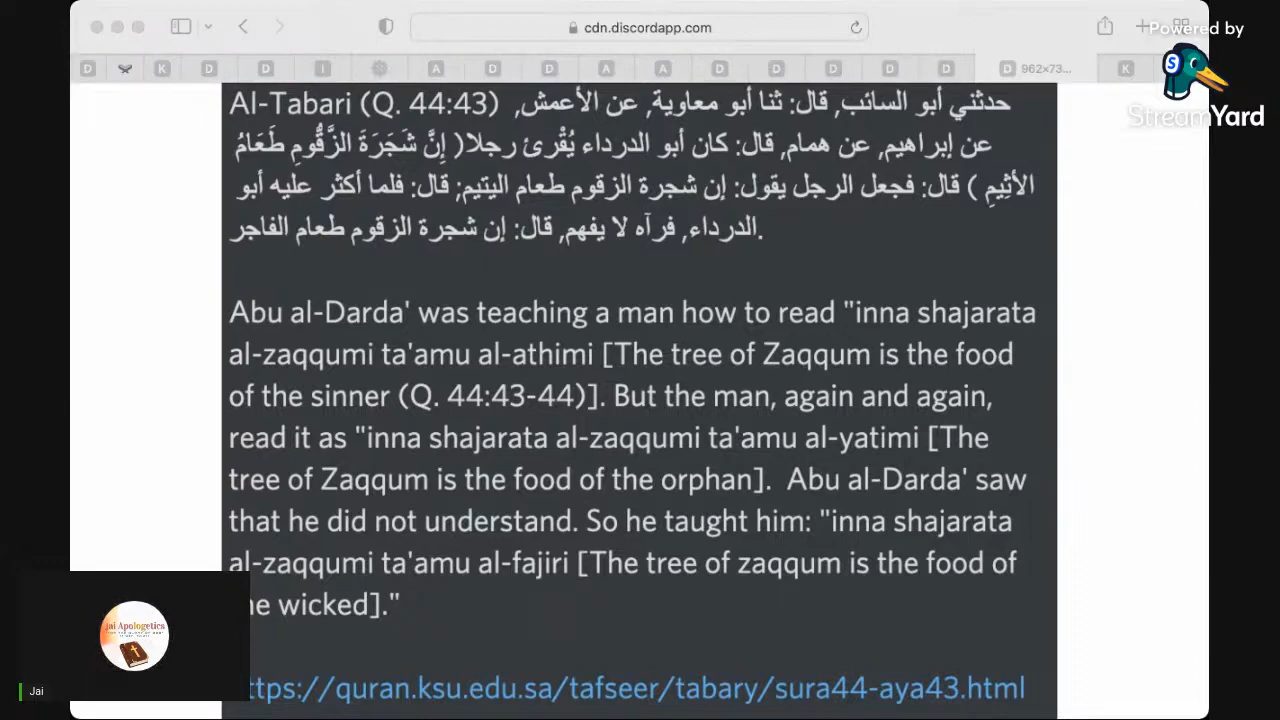 Powered by
StreamYard
cdn.discordapp.com
D K D D I A D D A A D D D D D D 962×73... K
Al-Tabari (Q. 44:43) حدثني أبو السائب, قال: ثنا أبو معاوية, عن الأعمش,
عن إبراهيم, عن همام, قال: كان أبو الدرداء يُقْرئ رجلا( إِنَّ شَجَرَةَ الزَّقُّومِ طَعَامُ
الأَثِيمِ ) قال: فجعل الرجل يقول: إن شجرة الزقوم طعام اليتيم; قال: فلما أكثر عليه أبو
الدرداء, فرآه لا يفهم, قال: إن شجرة الزقوم طعام الفاجر.
Abu al-Darda' was teaching a man how to read "inna shajarata
al-zaqqumi ta'amu al-athimi [The tree of Zaqqum is the food
of the sinner (Q. 44:43-44)]. But the man, again and again,
read it as "inna shajarata al-zaqqumi ta'amu al-yatimi [The
tree of Zaqqum is the food of the orphan]. Abu al-Darda' saw
that he did not understand. So he taught him: "inna shajarata
al-zaqqumi ta'amu al-fajiri [The tree of zaqqum is the food of
he wicked]."
ttps://quran.ksu.edu.sa/tafseer/tabary/sura44-aya43.html
jai Apologetics
Jai